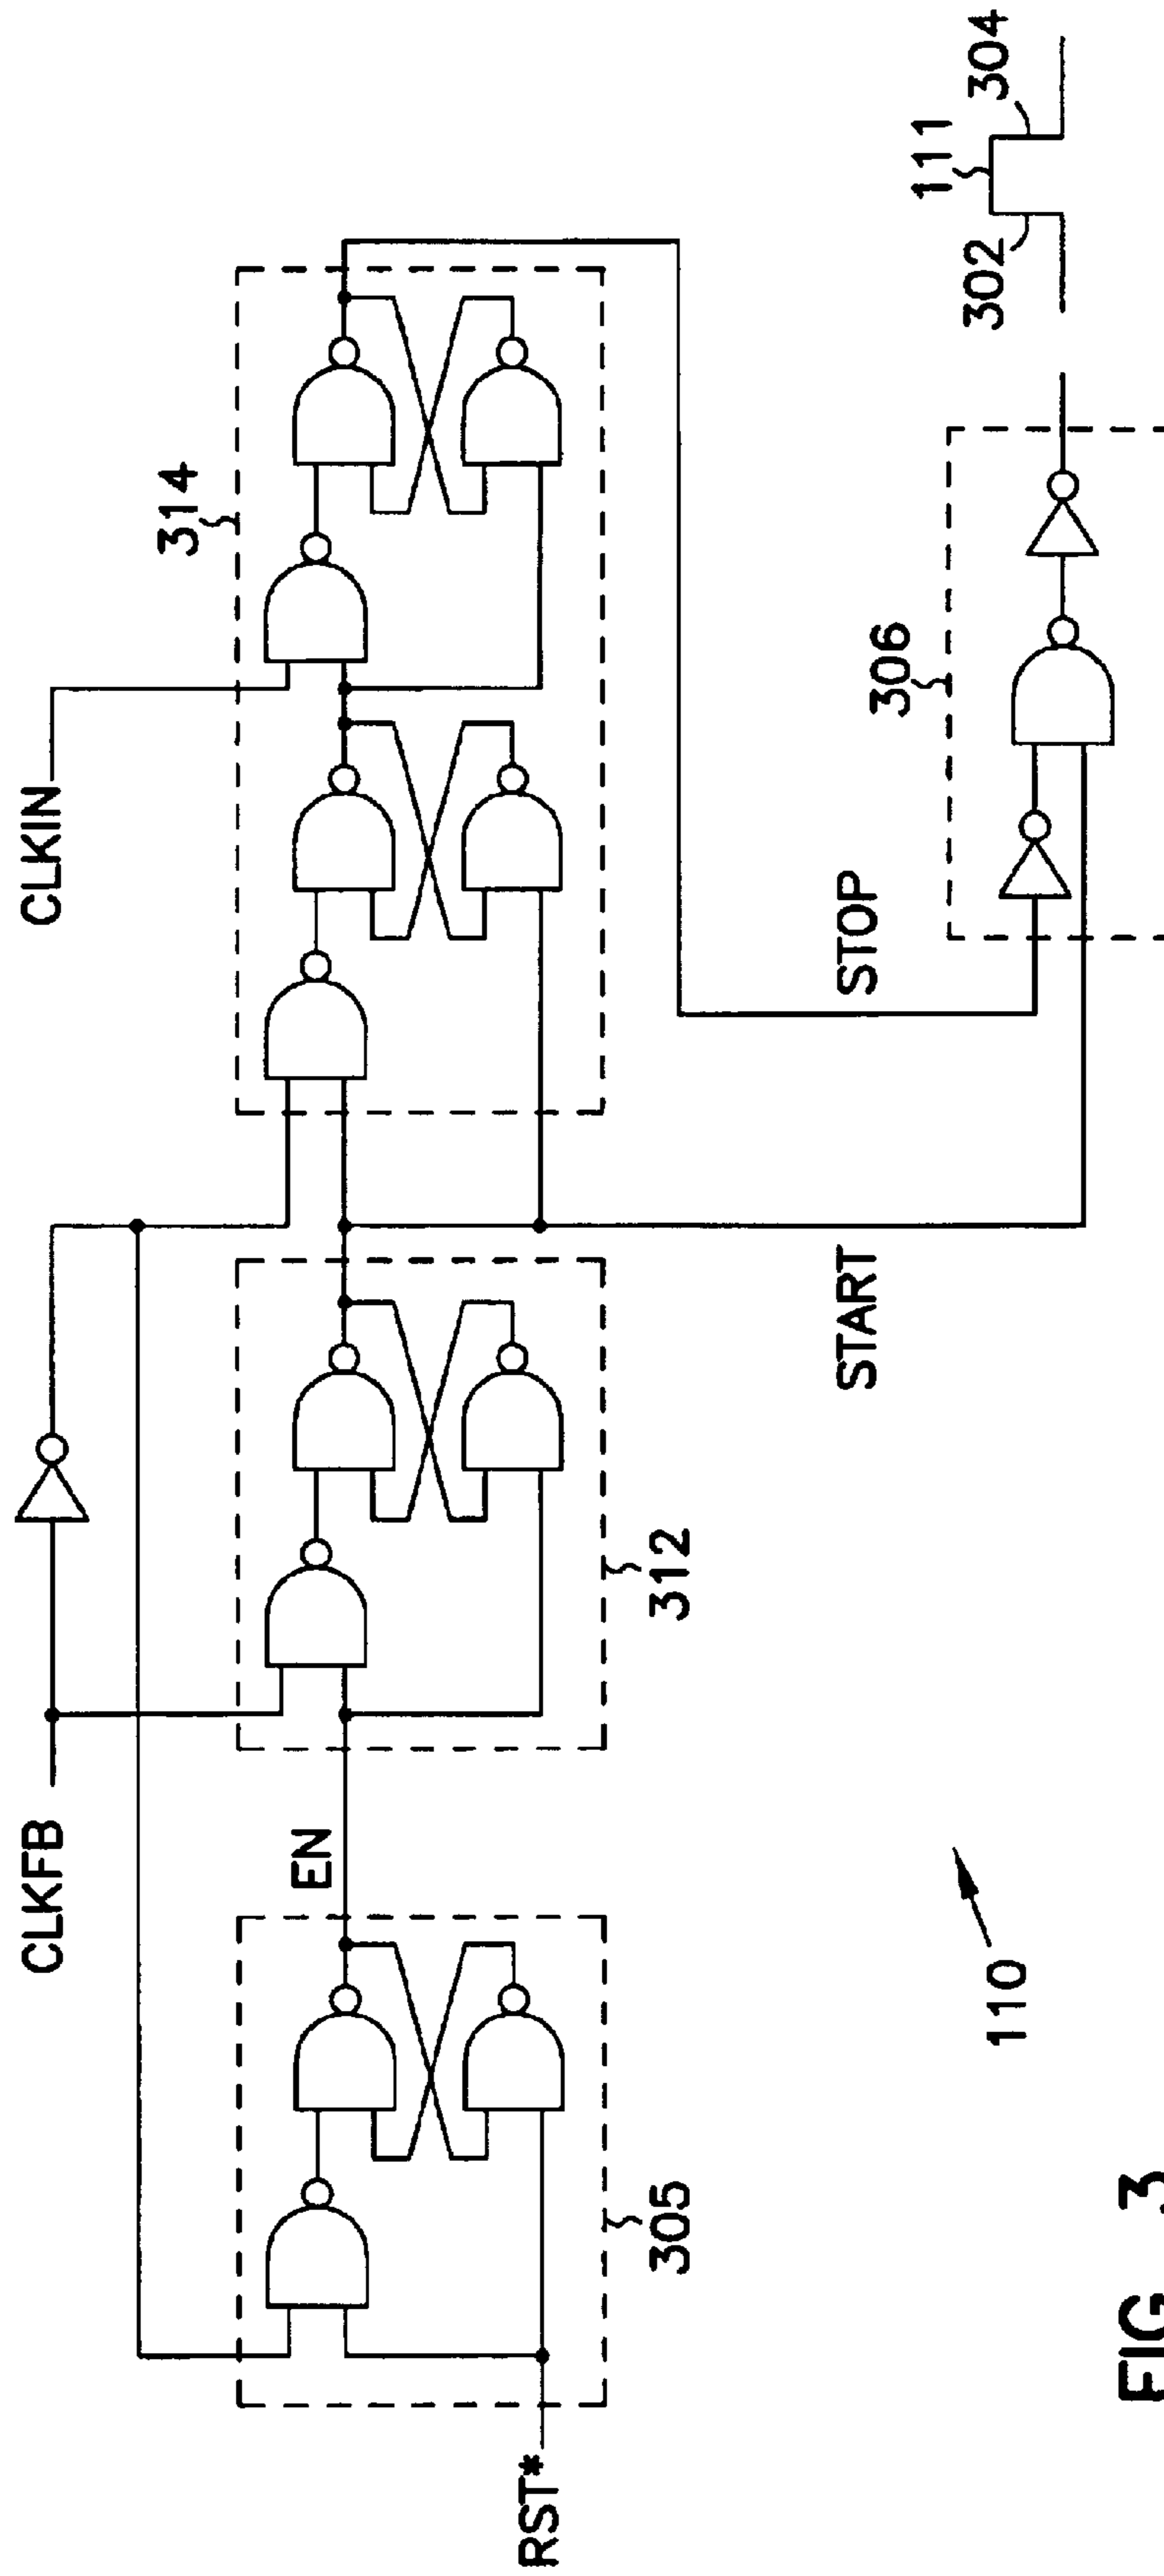 CLKFB
CLKIN
314
EN
RST*
305
312
START
STOP
306
111
302
304
110
FIG. 3